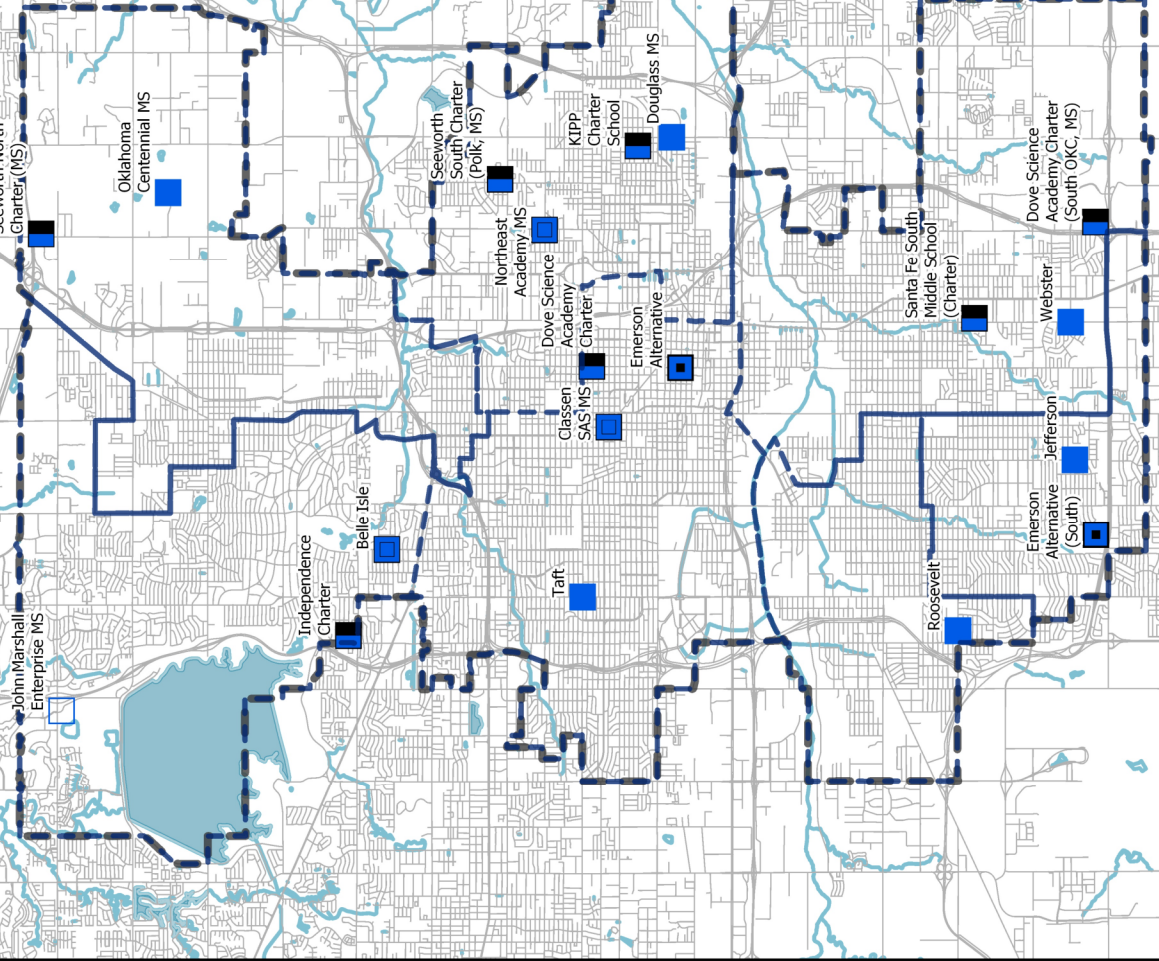 Charter (MS)
Oklahoma
Centennial MS
John Marshall
Enterprise MS
Independence
Charter
Belle Isle
Seeworth
South Charter
(Polk, MS)
Northeast
Academy MS
Dove Science
Academy
Charter
Classen
SAS MS
Taft
KIPP
Charter
School
Douglass MS
Emerson
Alternative
Santa Fe South
Middle School
(Charter)
Roosevelt
Dove Science
Academy Charter
(South OKC, MS)
Webster
Jefferson
Emerson
Alternative
(South)